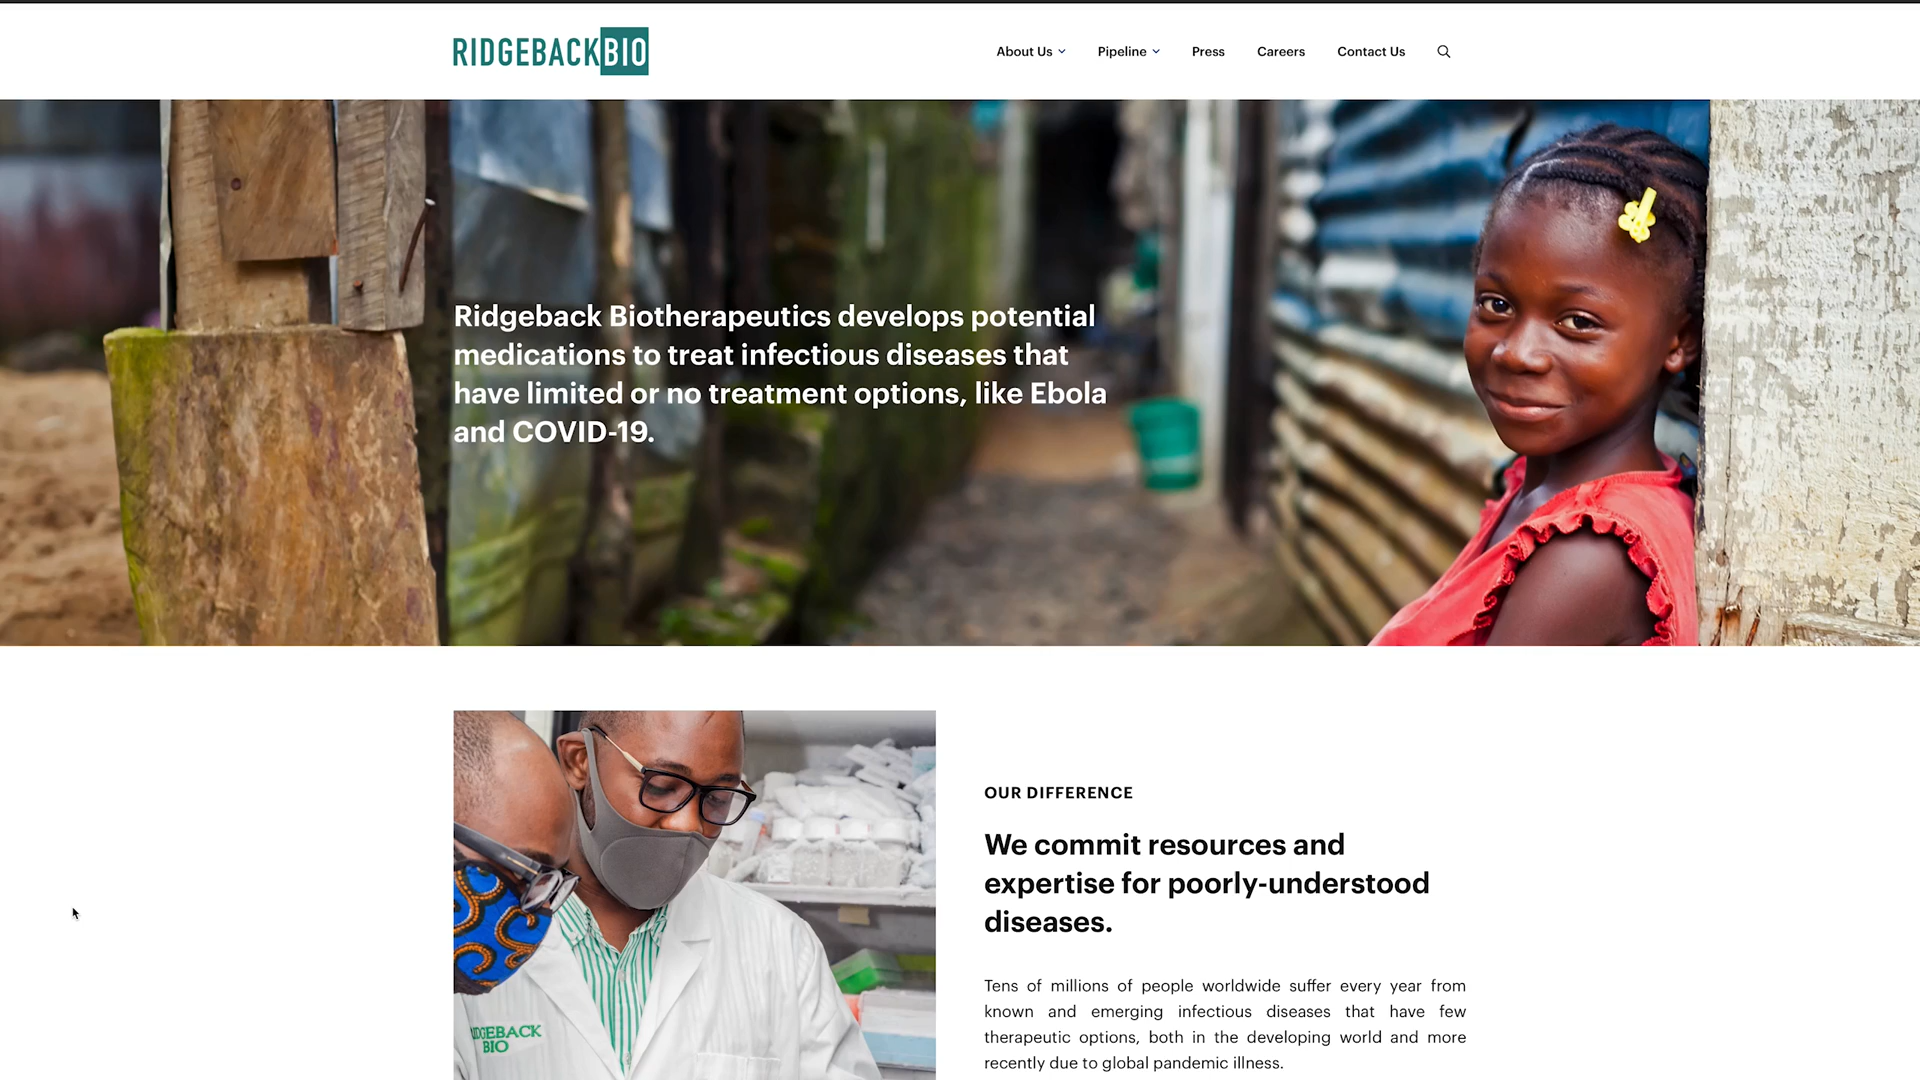 RIDGEBACKBIO
About Us
Pipeline
Press
Careers
Contact Us
Ridgeback Biotherapeutics develops potential
medications to treat infectious diseases that
have limited or no treatment options, like Ebola
and COVID-19.
OUR DIFFERENCE
We commit resources and
expertise for poorly-understood
diseases.
Tens of millions of people worldwide suffer every year from
known and emerging infectious diseases that have few
therapeutic options, both in the developing world and more
recently due to global pandemic illness.
IDGEBACK
BIO